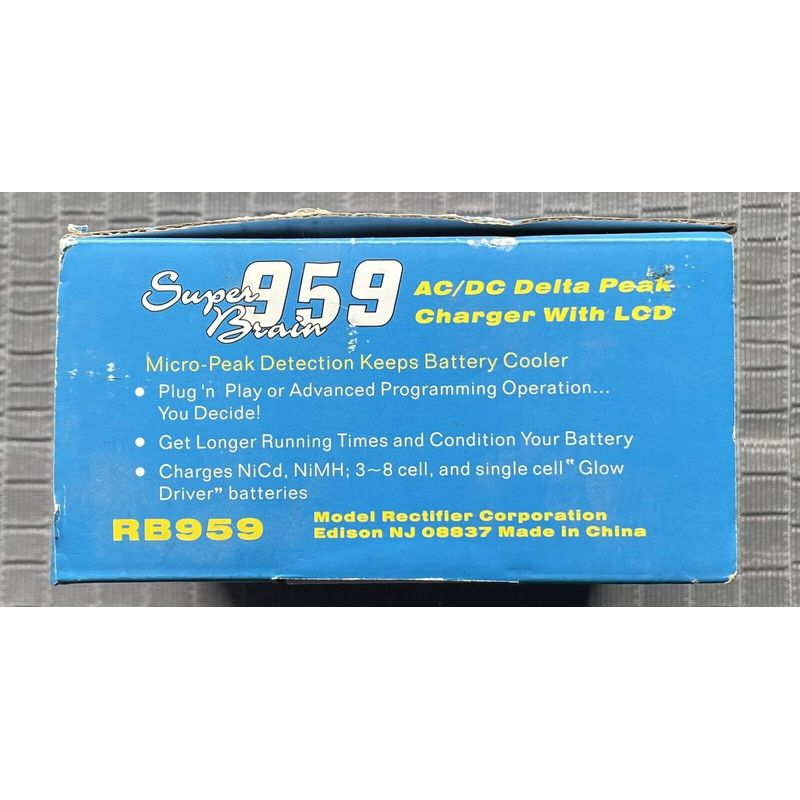 Super Brain 959
AC/DC Delta Peak
Charger With LCD
Micro-Peak Detection Keeps Battery Cooler
• Plug 'n Play or Advanced Programming Operation...
You Decide!
• Get Longer Running Times and Condition Your Battery
• Charges NiCd, NiMH; 3~8 cell, and single cell "Glow
Driver" batteries
RB959
Model Rectifier Corporation
Edison NJ 08837 Made in China